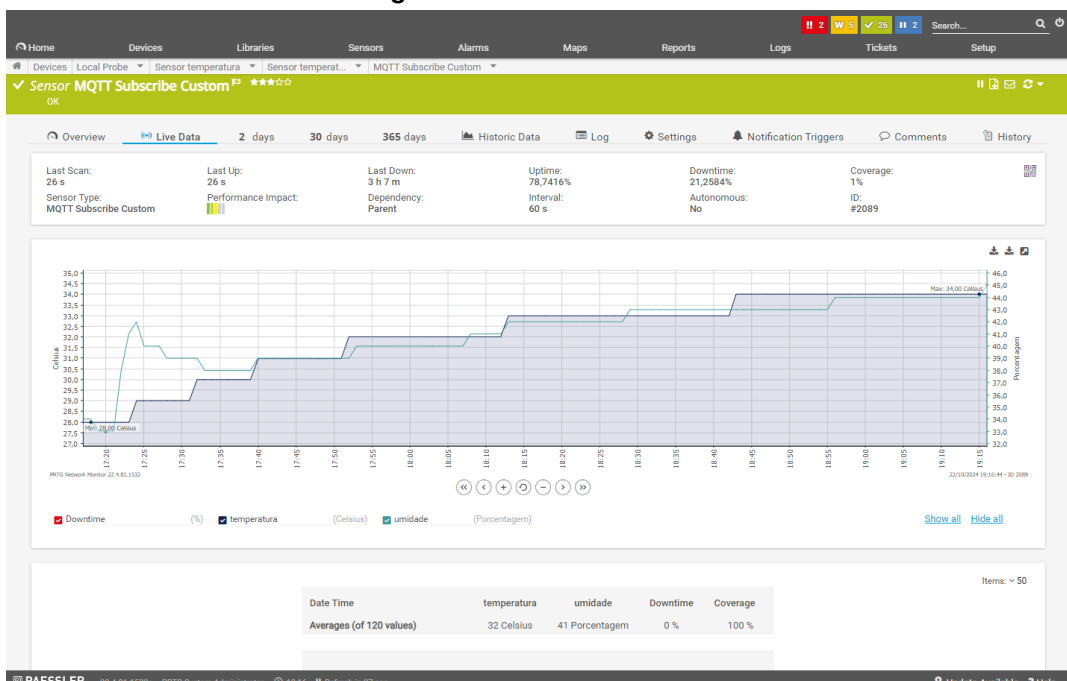 !! 2 W 5 ✓ 26 II 2 Search...
Home Devices Libraries Sensors Alarms Maps Reports Logs Tickets Setup
Devices Local Probe Sensor temperatura Sensor temperat... MQTT Subscribe Custom
Sensor MQTT Subscribe Custom
OK
Overview Live Data 2 days 30 days 365 days Historic Data Log Settings Notification Triggers Comments History
Last Scan: Last Up: Last Down: Uptime: Downtime: Coverage:
26 s 26 s 3 h 7 m 78,7416% 21,2584% 1%
Sensor Type: Performance Impact: Dependency: Interval: Autonomous: ID:
MQTT Subscribe Custom Parent 60 s No #2089
35,0
34,5
34,0
33,5
33,0
32,5
32,0
31,5
31,0
30,5
30,0
29,5
29,0
28,5
28,0
27,5
27,0
Celsius
Max: 34,00 Celsius
Min: 28,00 Celsius
46,0
45,0
44,0
43,0
42,0
41,0
40,0
39,0
38,0
37,0
36,0
35,0
34,0
33,0
32,0
Porcentagem
17:20 17:25 17:30 17:35 17:40 17:45 17:50 17:55 18:00 18:05 18:10 18:15 18:20 18:25 18:30 18:35 18:40 18:45 18:50 18:55 19:00 19:05 19:10 19:15
PRTG Network Monitor 22.4.81.1532 22/10/2024 19:16:44 - ID 2089
Downtime (%) temperatura (Celsius) umidade (Porcentagem) Show all Hide all
Items: 50
Date Time temperatura umidade Downtime Coverage
Averages (of 120 values) 32 Celsius 41 Porcentagem 0 % 100 %
PAESSLER